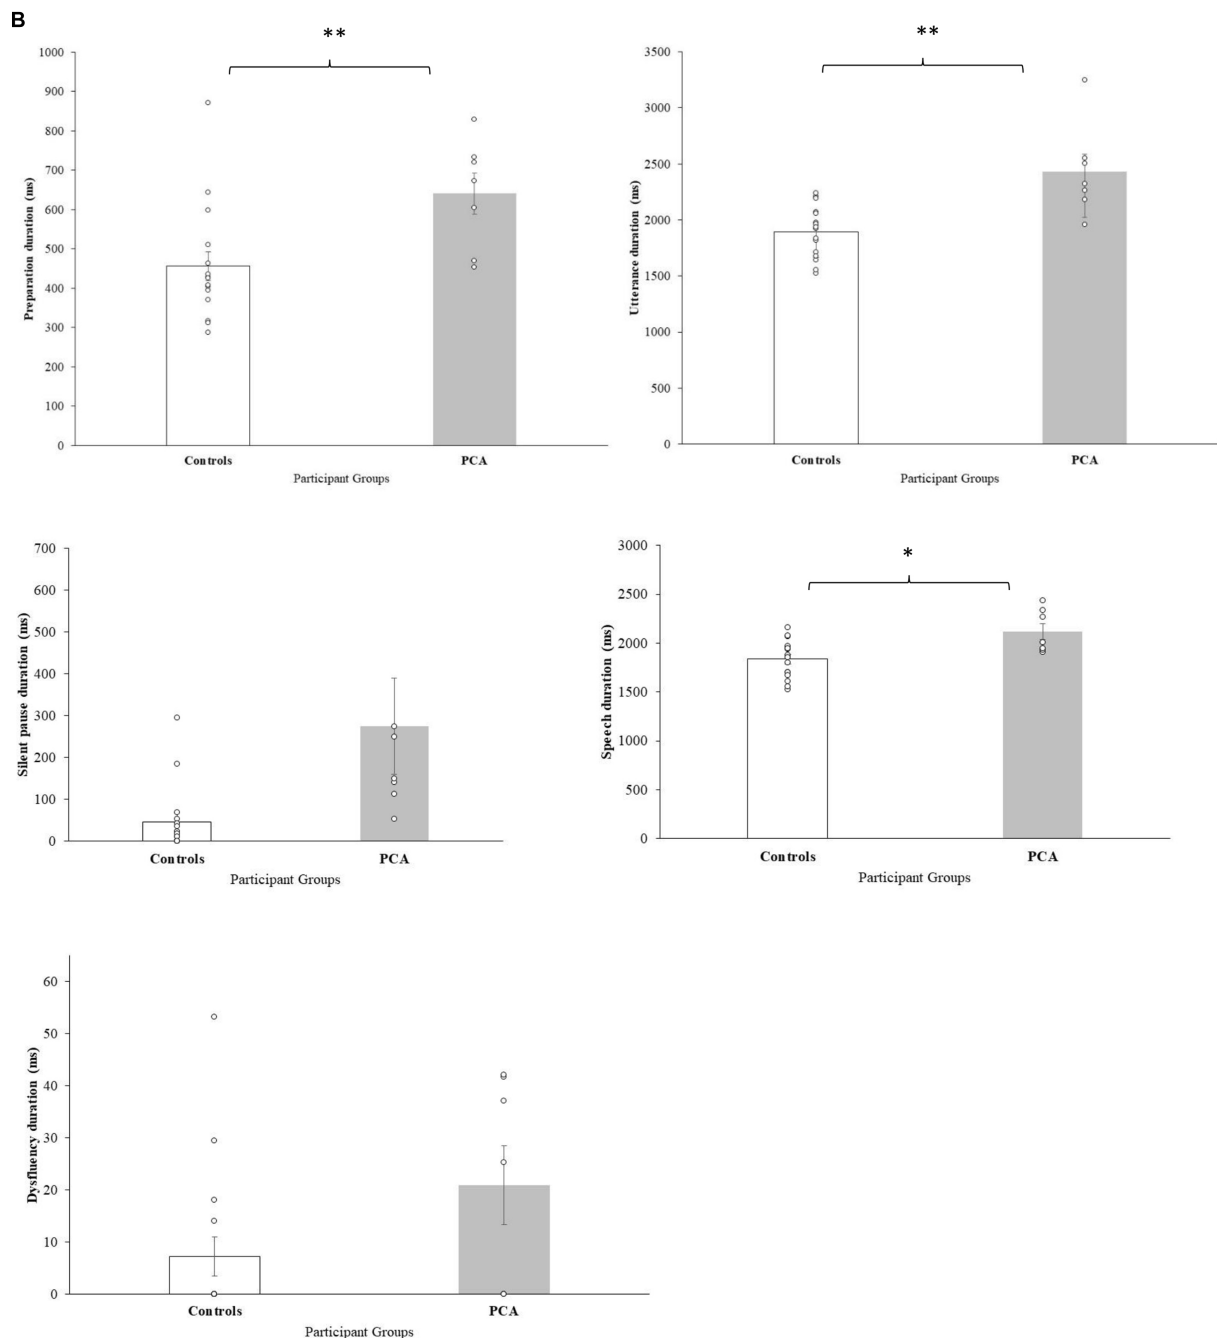 B
**
1000
900
800
700
600
500
400
300
200
100
0
Preparation duration (ms)
Controls
PCA
Participant Groups
**
3500
3000
2500
2000
1500
1000
500
0
Utterance duration (ms)
Controls
PCA
Participant Groups
700
600
500
400
300
200
100
0
Silent pause duration (ms)
Controls
PCA
Participant Groups
*
3000
2500
2000
1500
1000
500
0
Speech duration (ms)
Controls
PCA
Participant Groups
60
50
40
30
20
10
0
Dysfluency duration (ms)
Controls
PCA
Participant Groups